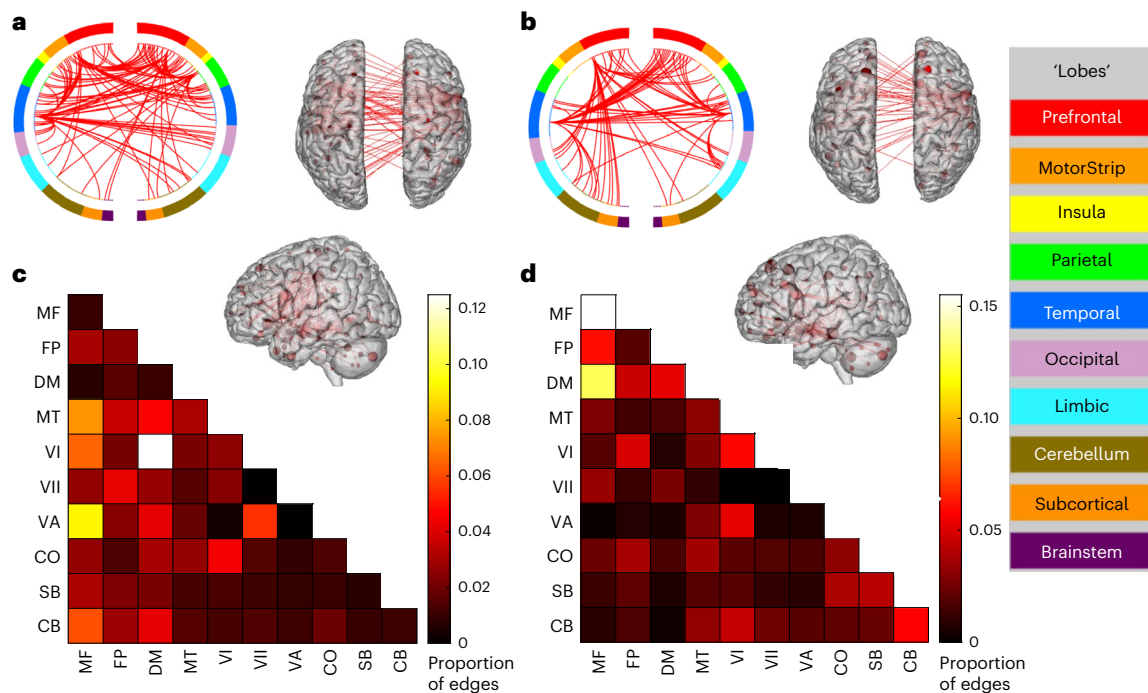 a
b
c
d
'Lobes'
Prefrontal
MotorStrip
Insula
Parietal
Temporal
Occipital
Limbic
Cerebellum
Subcortical
Brainstem
MF
FP
DM
MT
VI
VII
VA
CO
SB
CB
MF
FP
DM
MT
VI
VII
VA
CO
SB
CB
0.12
0.10
0.08
0.06
0.04
0.02
0
Proportion
of edges
MF
FP
DM
MT
VI
VII
VA
CO
SB
CB
MF
FP
DM
MT
VI
VII
VA
CO
SB
CB
0.15
0.10
0.05
0
Proportion
of edges